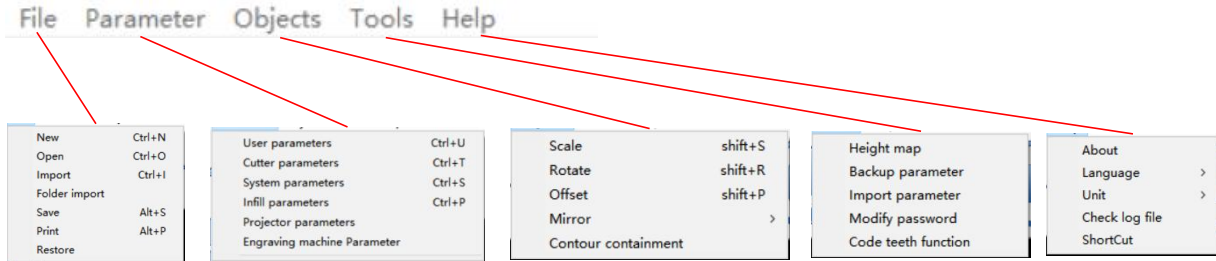 File Parameter Objects Tools Help
New Ctrl+N
Open Ctrl+O
Import Ctrl+I
Folder import
Save Alt+S
Print Alt+P
Restore
User parameters Ctrl+U
Cutter parameters Ctrl+T
System parameters Ctrl+S
Infill parameters Ctrl+P
Projector parameters
Engraving machine Parameter
Scale shift+S
Rotate shift+R
Offset shift+P
Mirror >
Contour containment
Height map
Backup parameter
Import parameter
Modify password
Code teeth function
About
Language >
Unit >
Check log file
ShortCut